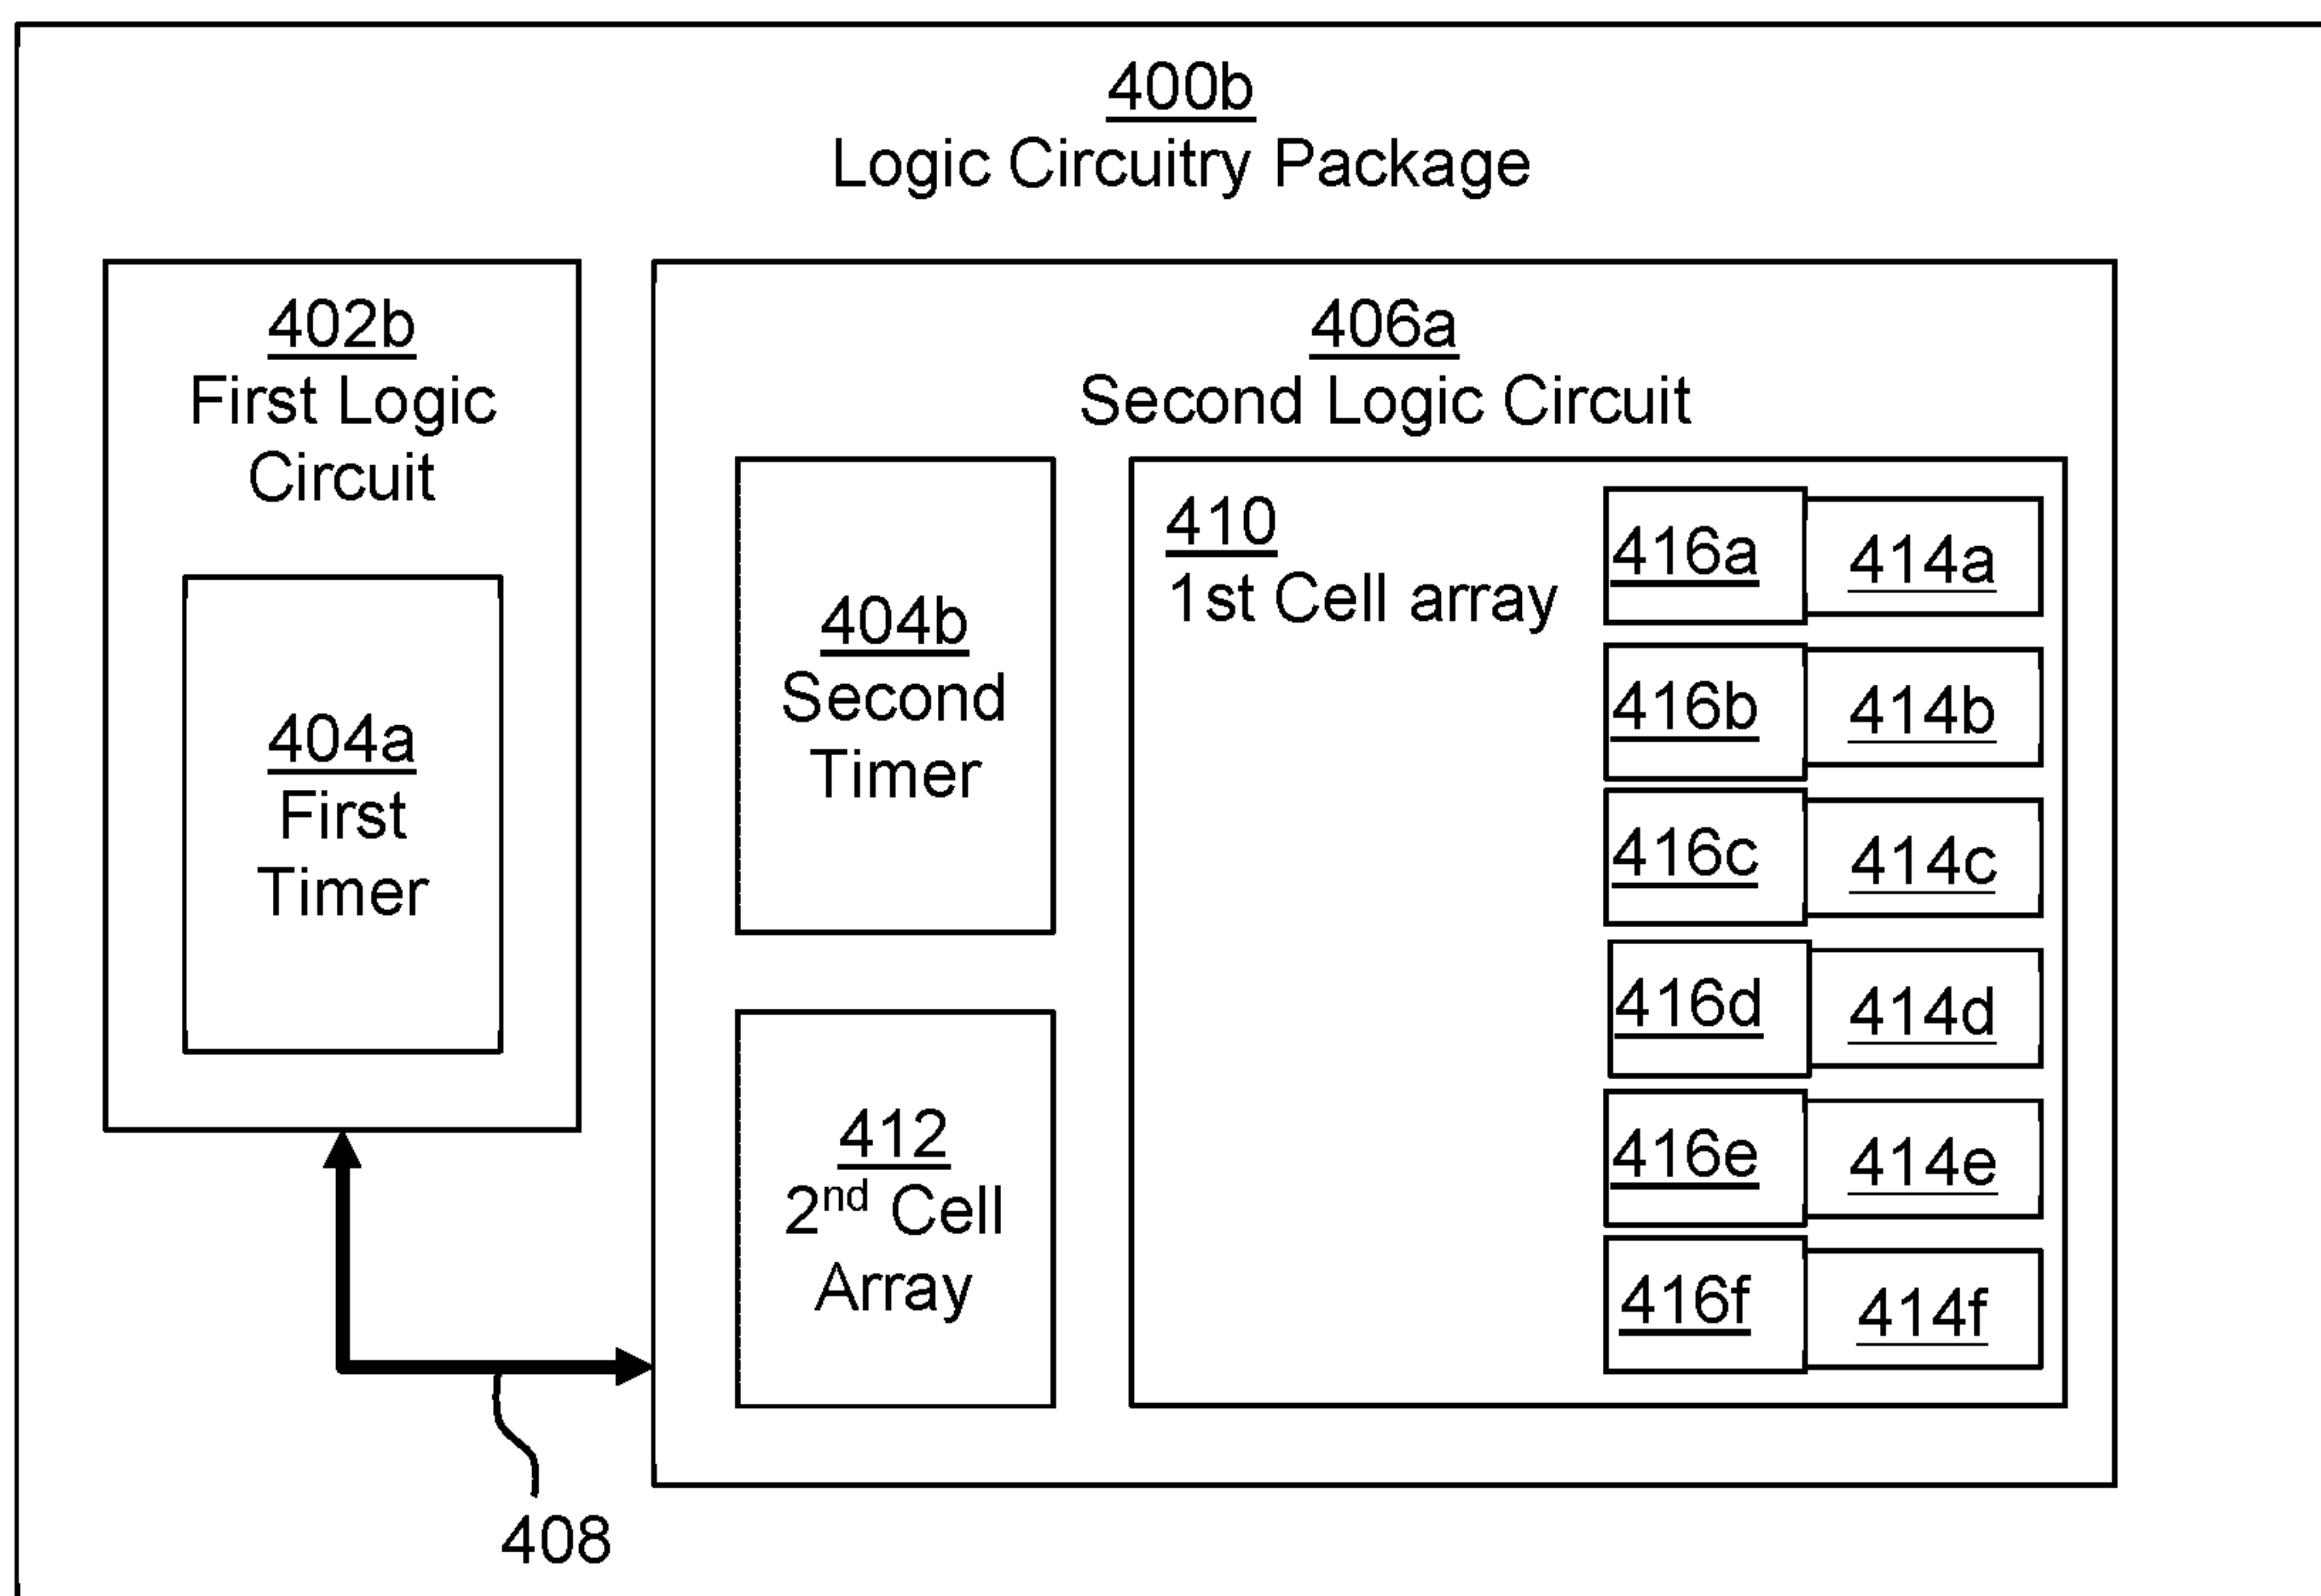 400b
Logic Circuitry Package
402b
First Logic
Circuit
404a
First
Timer
406a
Second Logic Circuit
404b
Second
Timer
412
2nd Cell
Array
410
1st Cell array
416a 414a
416b 414b
416c 414c
416d 414d
416e 414e
416f 414f
408